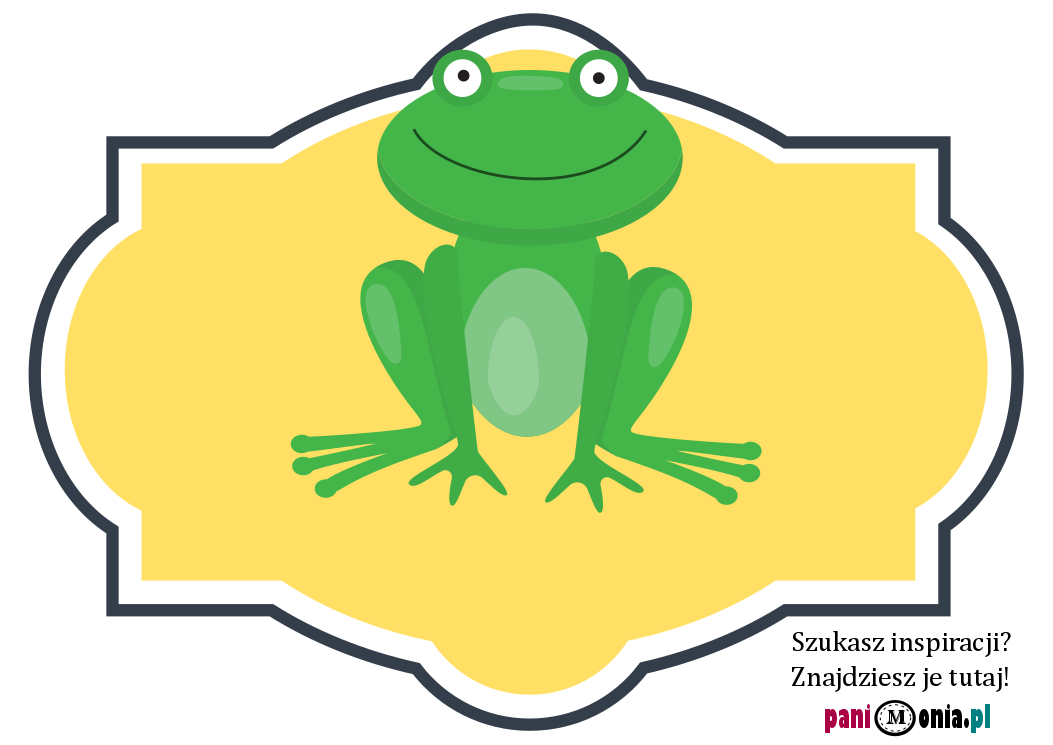 Szukasz inspiracji?
Znajdziesz je tutaj!
paniMonia.pl